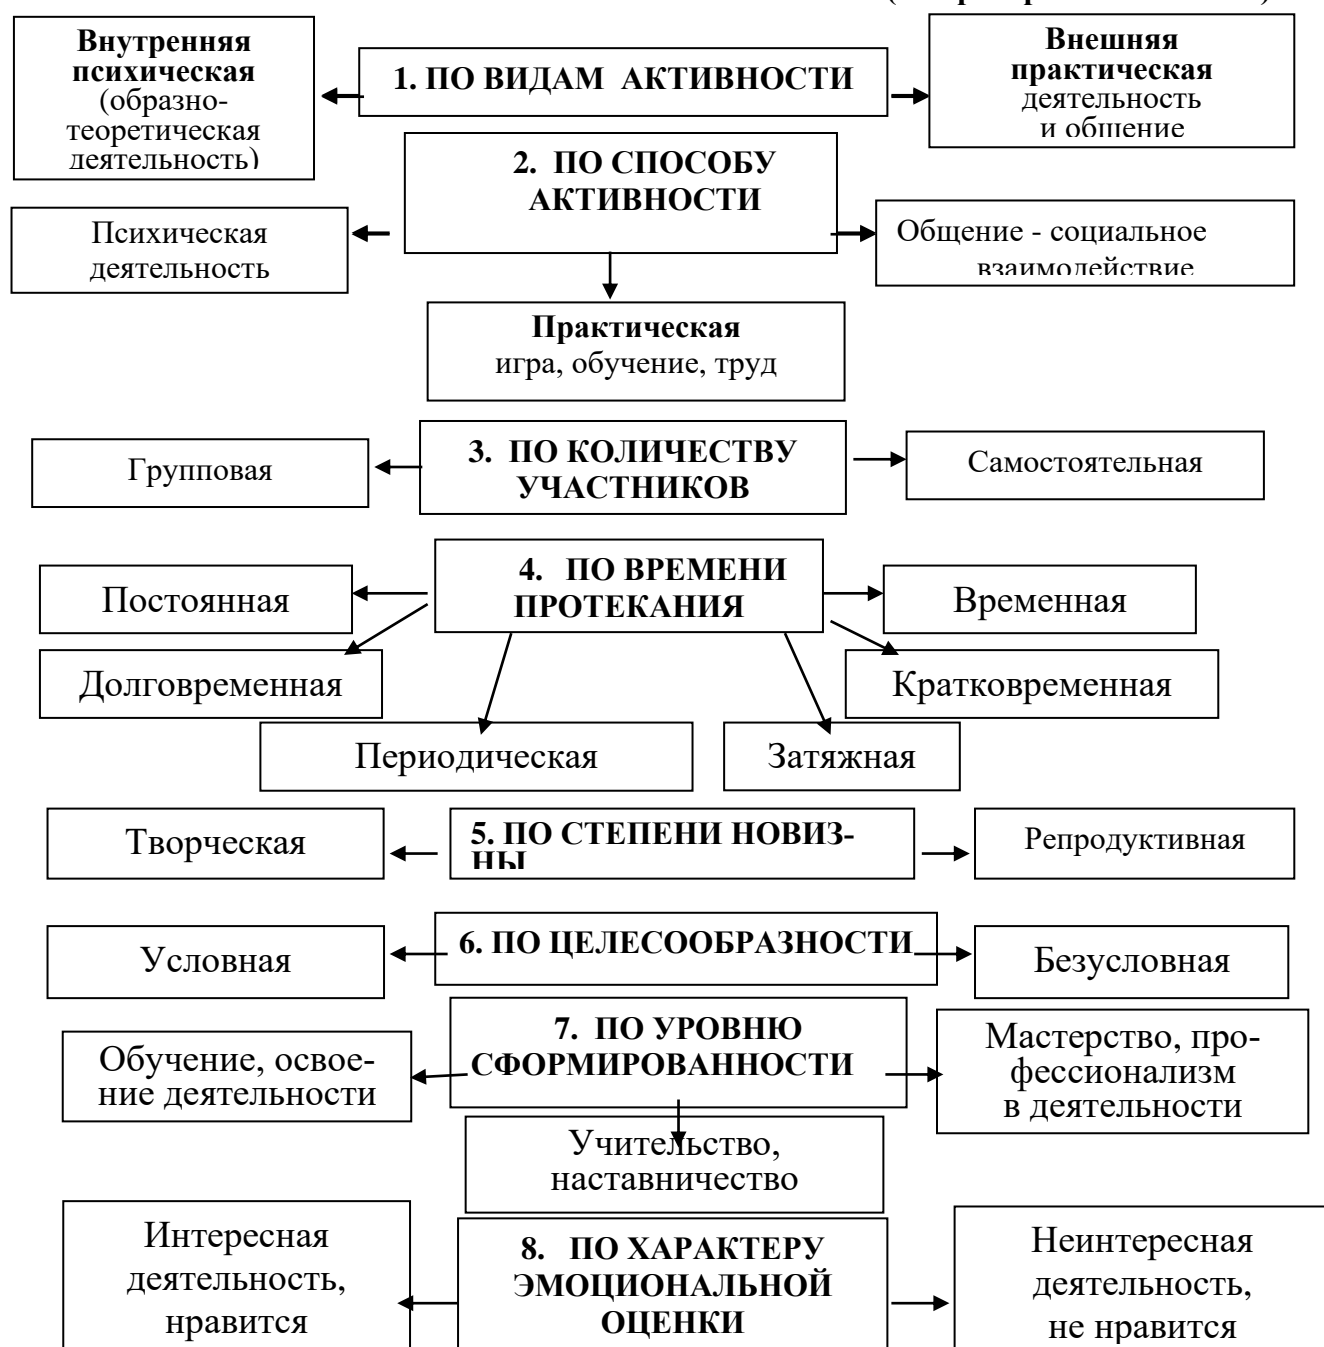 Внутренняя
психическая
(образно-
теоретическая
деятельность)
1. ПО ВИДАМ АКТИВНОСТИ
Внешняя
практическая
деятельность
и общение
2. ПО СПОСОБУ
АКТИВНОСТИ
Психическая
деятельность
Общение - социальное
взаимодействие
Практическая
игра, обучение, труд
Групповая
3. ПО КОЛИЧЕСТВУ
УЧАСТНИКОВ
Самостоятельная
4. ПО ВРЕМЕНИ
ПРОТЕКАНИЯ
Постоянная
Временная
Долговременная
Кратковременная
Периодическая
Затяжная
Творческая
5. ПО СТЕПЕНИ НОВИЗ-
НЫ
Репродуктивная
Условная
6. ПО ЦЕЛЕСООБРАЗНОСТИ
Безусловная
Обучение, освое-
ние деятельности
7. ПО УРОВНЮ
СФОРМИРОВАННОСТИ
Мастерство, про-
фессионализм
в деятельности
Учительство,
наставничество
Интересная
деятельность,
нравится
8. ПО ХАРАКТЕРУ
ЭМОЦИОНАЛЬНОЙ
ОЦЕНКИ
Неинтересная
деятельность,
не нравится